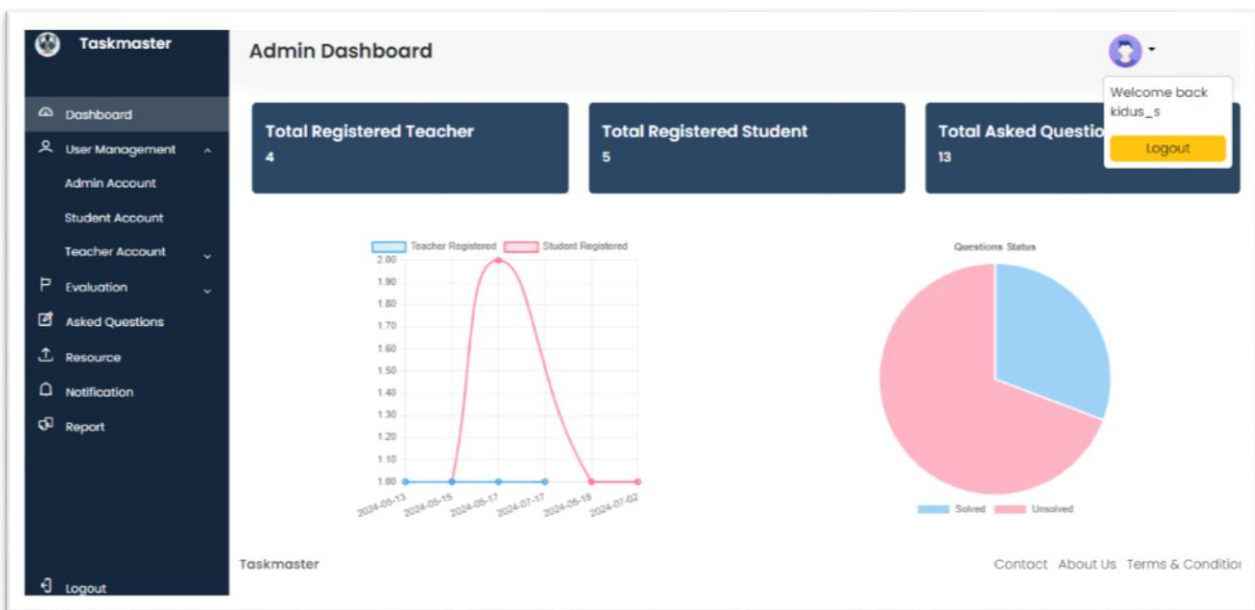 Taskmaster
Dashboard
User Management
Admin Account
Student Account
Teacher Account
Evaluation
Asked Questions
Resource
Notification
Report
Logout
Admin Dashboard
Welcome back
kidus_s
Logout
Total Registered Teacher
4
Total Registered Student
5
Total Asked Questio
13
Teacher Registered Student Registered
2.00
1.90
1.80
1.70
1.60
1.50
1.40
1.30
1.20
1.10
1.00
2024-05-13 2024-05-15 2024-05-17 2024-07-17 2024-05-18 2024-07-02
Questions Status
Solved Unsolved
Taskmaster
Contact About Us Terms & Condition